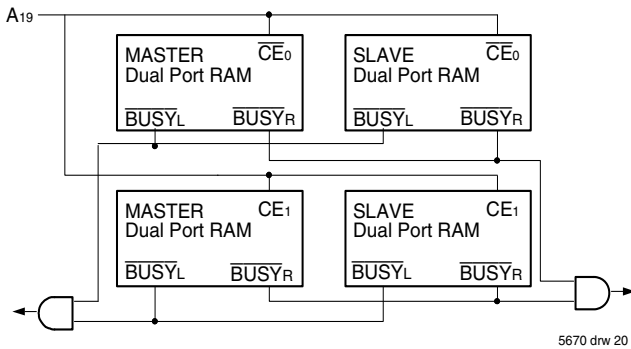 A19
MASTER CE0
Dual Port RAM
BUSYL BUSYR
SLAVE CE0
Dual Port RAM
BUSYL BUSYR
MASTER CE1
Dual Port RAM
BUSYL BUSYR
SLAVE CE1
Dual Port RAM
BUSYL BUSYR
5670 drw 20